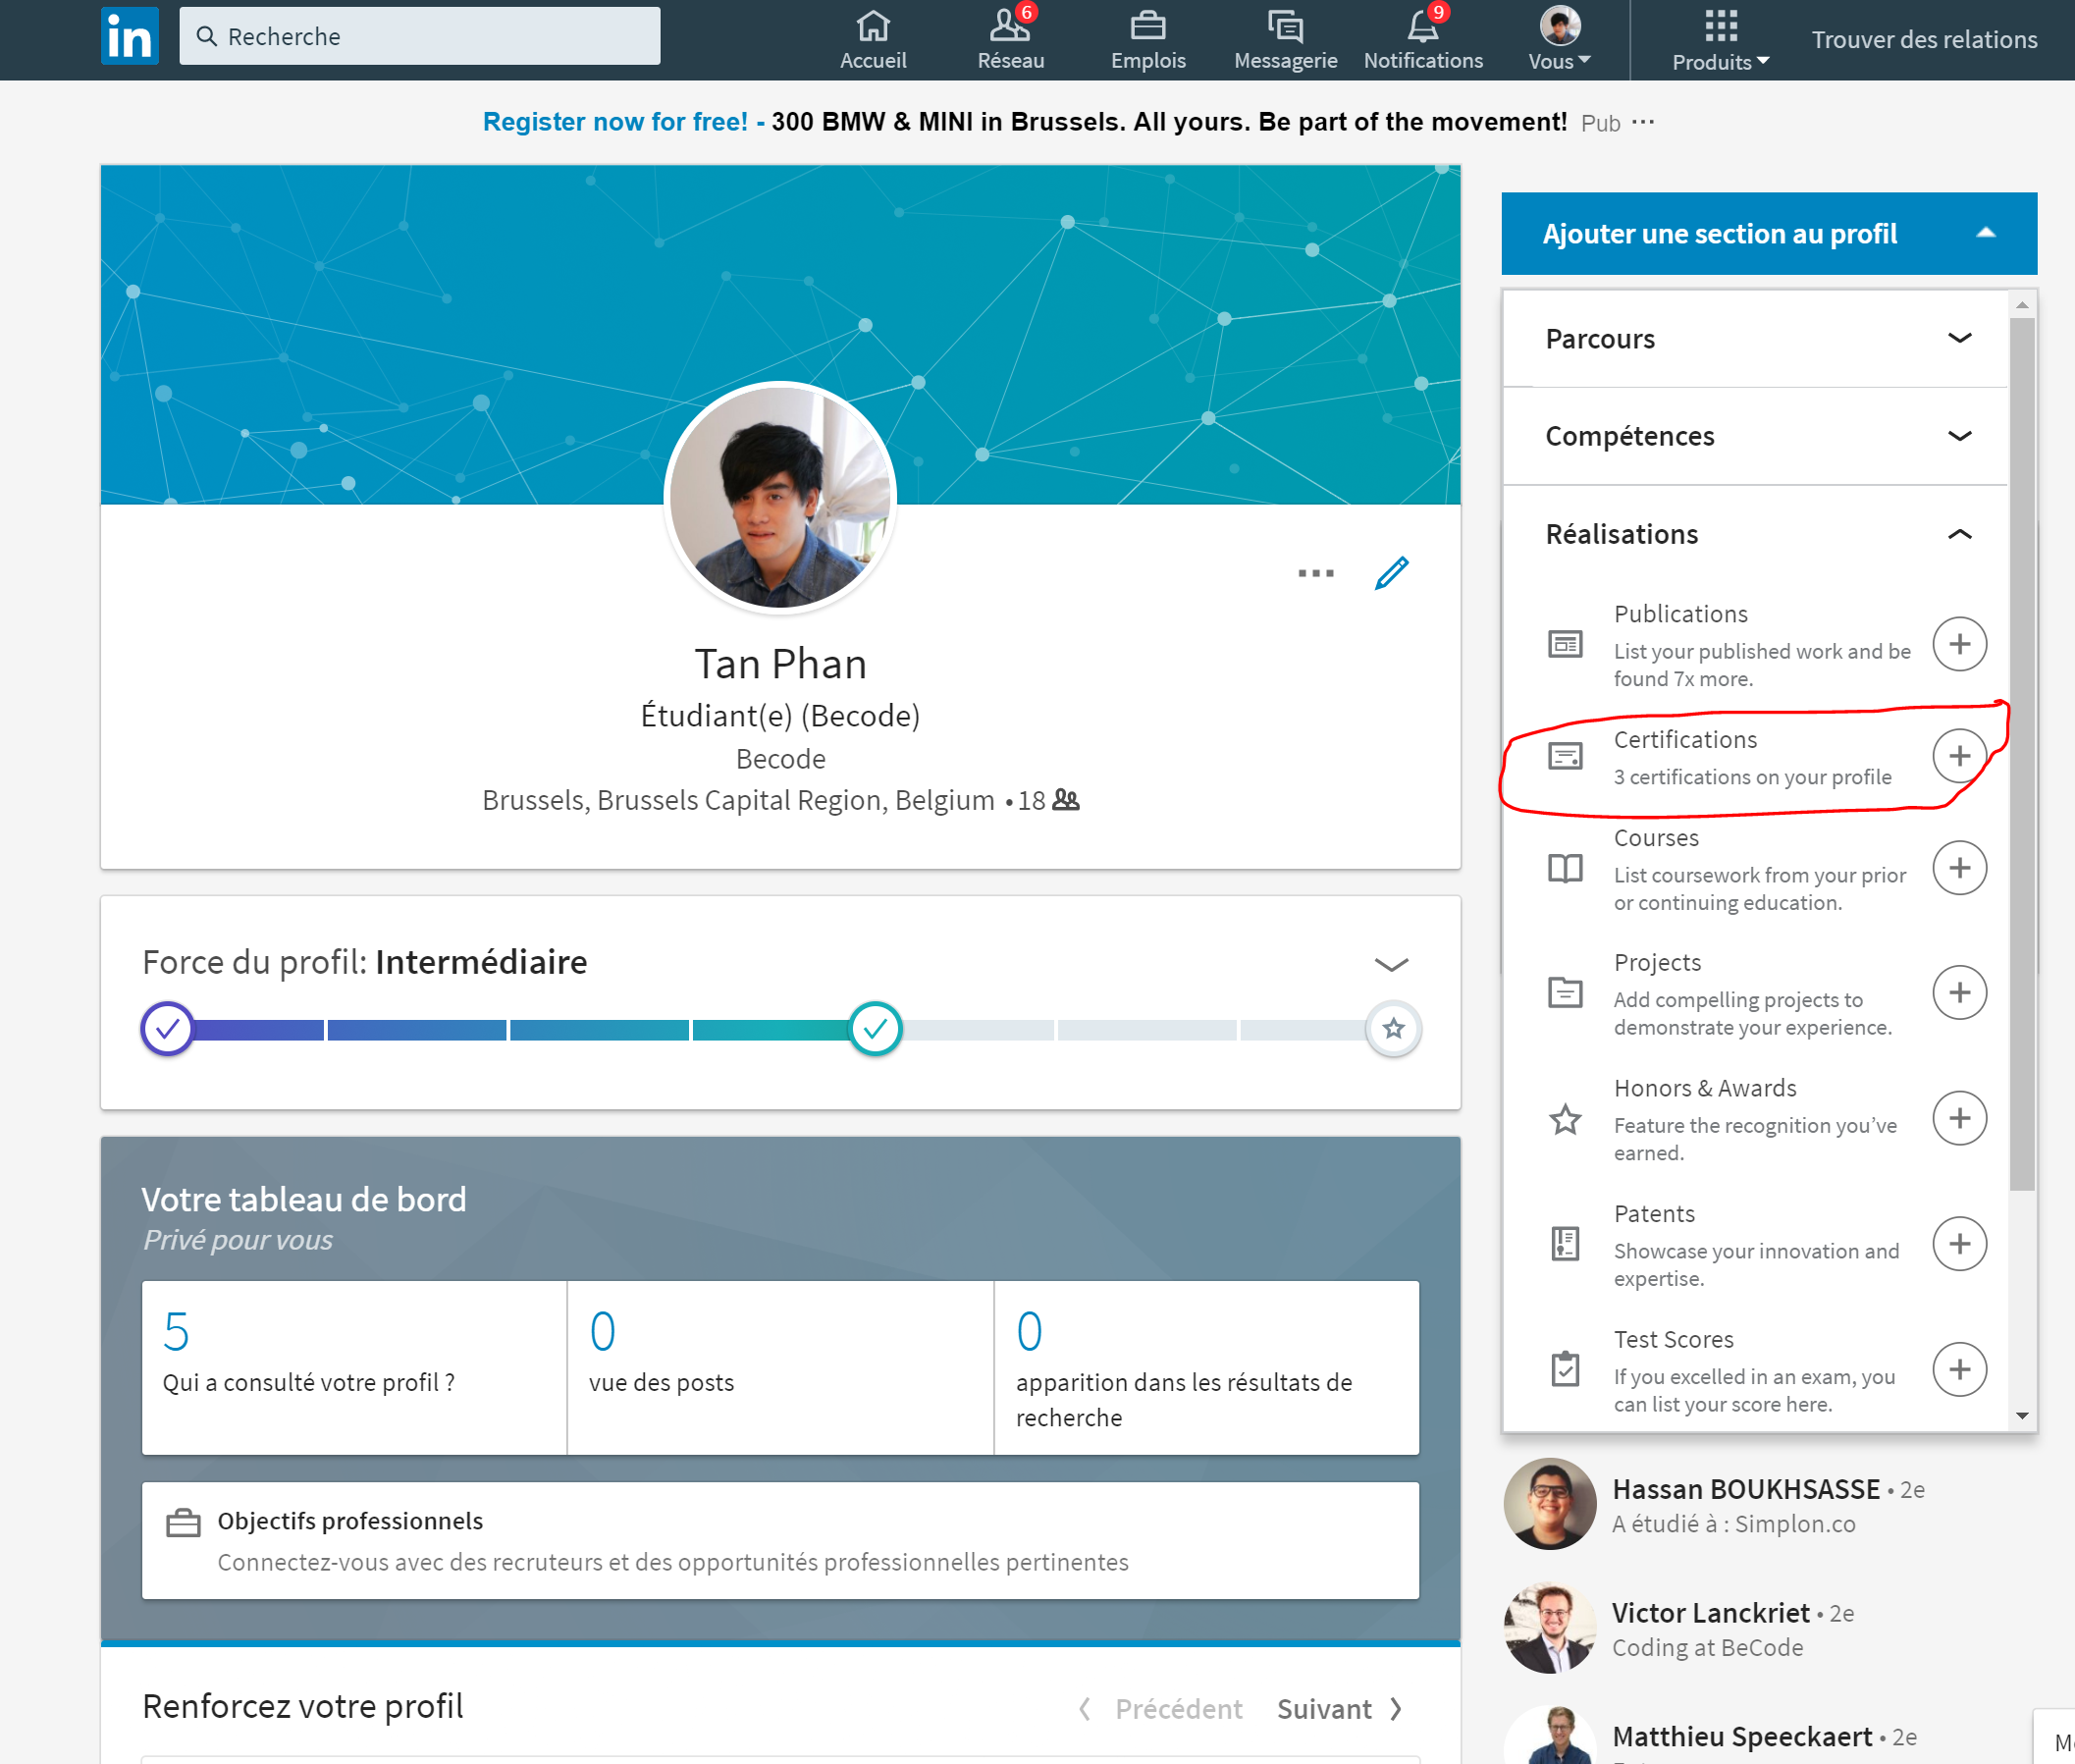 in
Recherche
6
9
Accueil
Réseau
Emplois
Messagerie
Notifications
Vous
Produits
Trouver des relations
Register now for free! - 300 BMW & MINI in Brussels. All yours. Be part of the movement! Pub ...
Ajouter une section au profil
Parcours
Compétences
Réalisations
Publications
List your published work and be
found 7x more.
Certifications
3 certifications on your profile
Courses
List coursework from your prior
or continuing education.
Projects
Add compelling projects to
demonstrate your experience.
Honors & Awards
Feature the recognition you’ve
earned.
Patents
Showcase your innovation and
expertise.
Test Scores
If you excelled in an exam, you
can list your score here.
Tan Phan
Étudiant(e) (Becode)
Becode
Brussels, Brussels Capital Region, Belgium • 18
Force du profil: Intermédiaire
Votre tableau de bord
Privé pour vous
5
Qui a consulté votre profil ?
0
vue des posts
0
apparition dans les résultats de
recherche
Objectifs professionnels
Connectez-vous avec des recruteurs et des opportunités professionnelles pertinentes
Renforcez votre profil
Précédent
Suivant
Hassan BOUKHSASSE • 2e
A étudié à : Simplon.co
Victor Lanckriet • 2e
Coding at BeCode
Matthieu Speeckaert • 2e